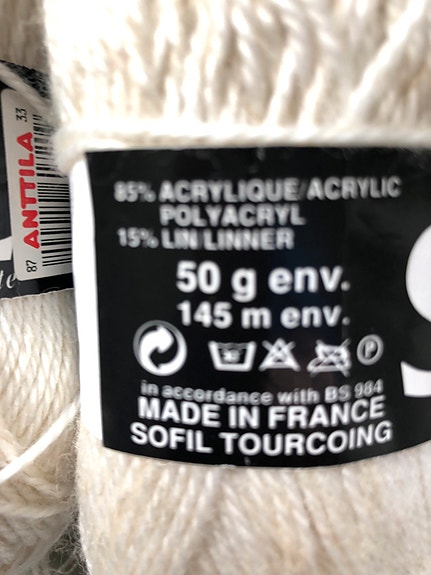 ANTTILA
33
87
85% ACRYLIQUE/ACRYLIC
POLYACRYL
15% LIN LINNER
50 g env.
145 m env.
P
in accordance with BS 984
MADE IN FRANCE
SOFIL TOURCOING